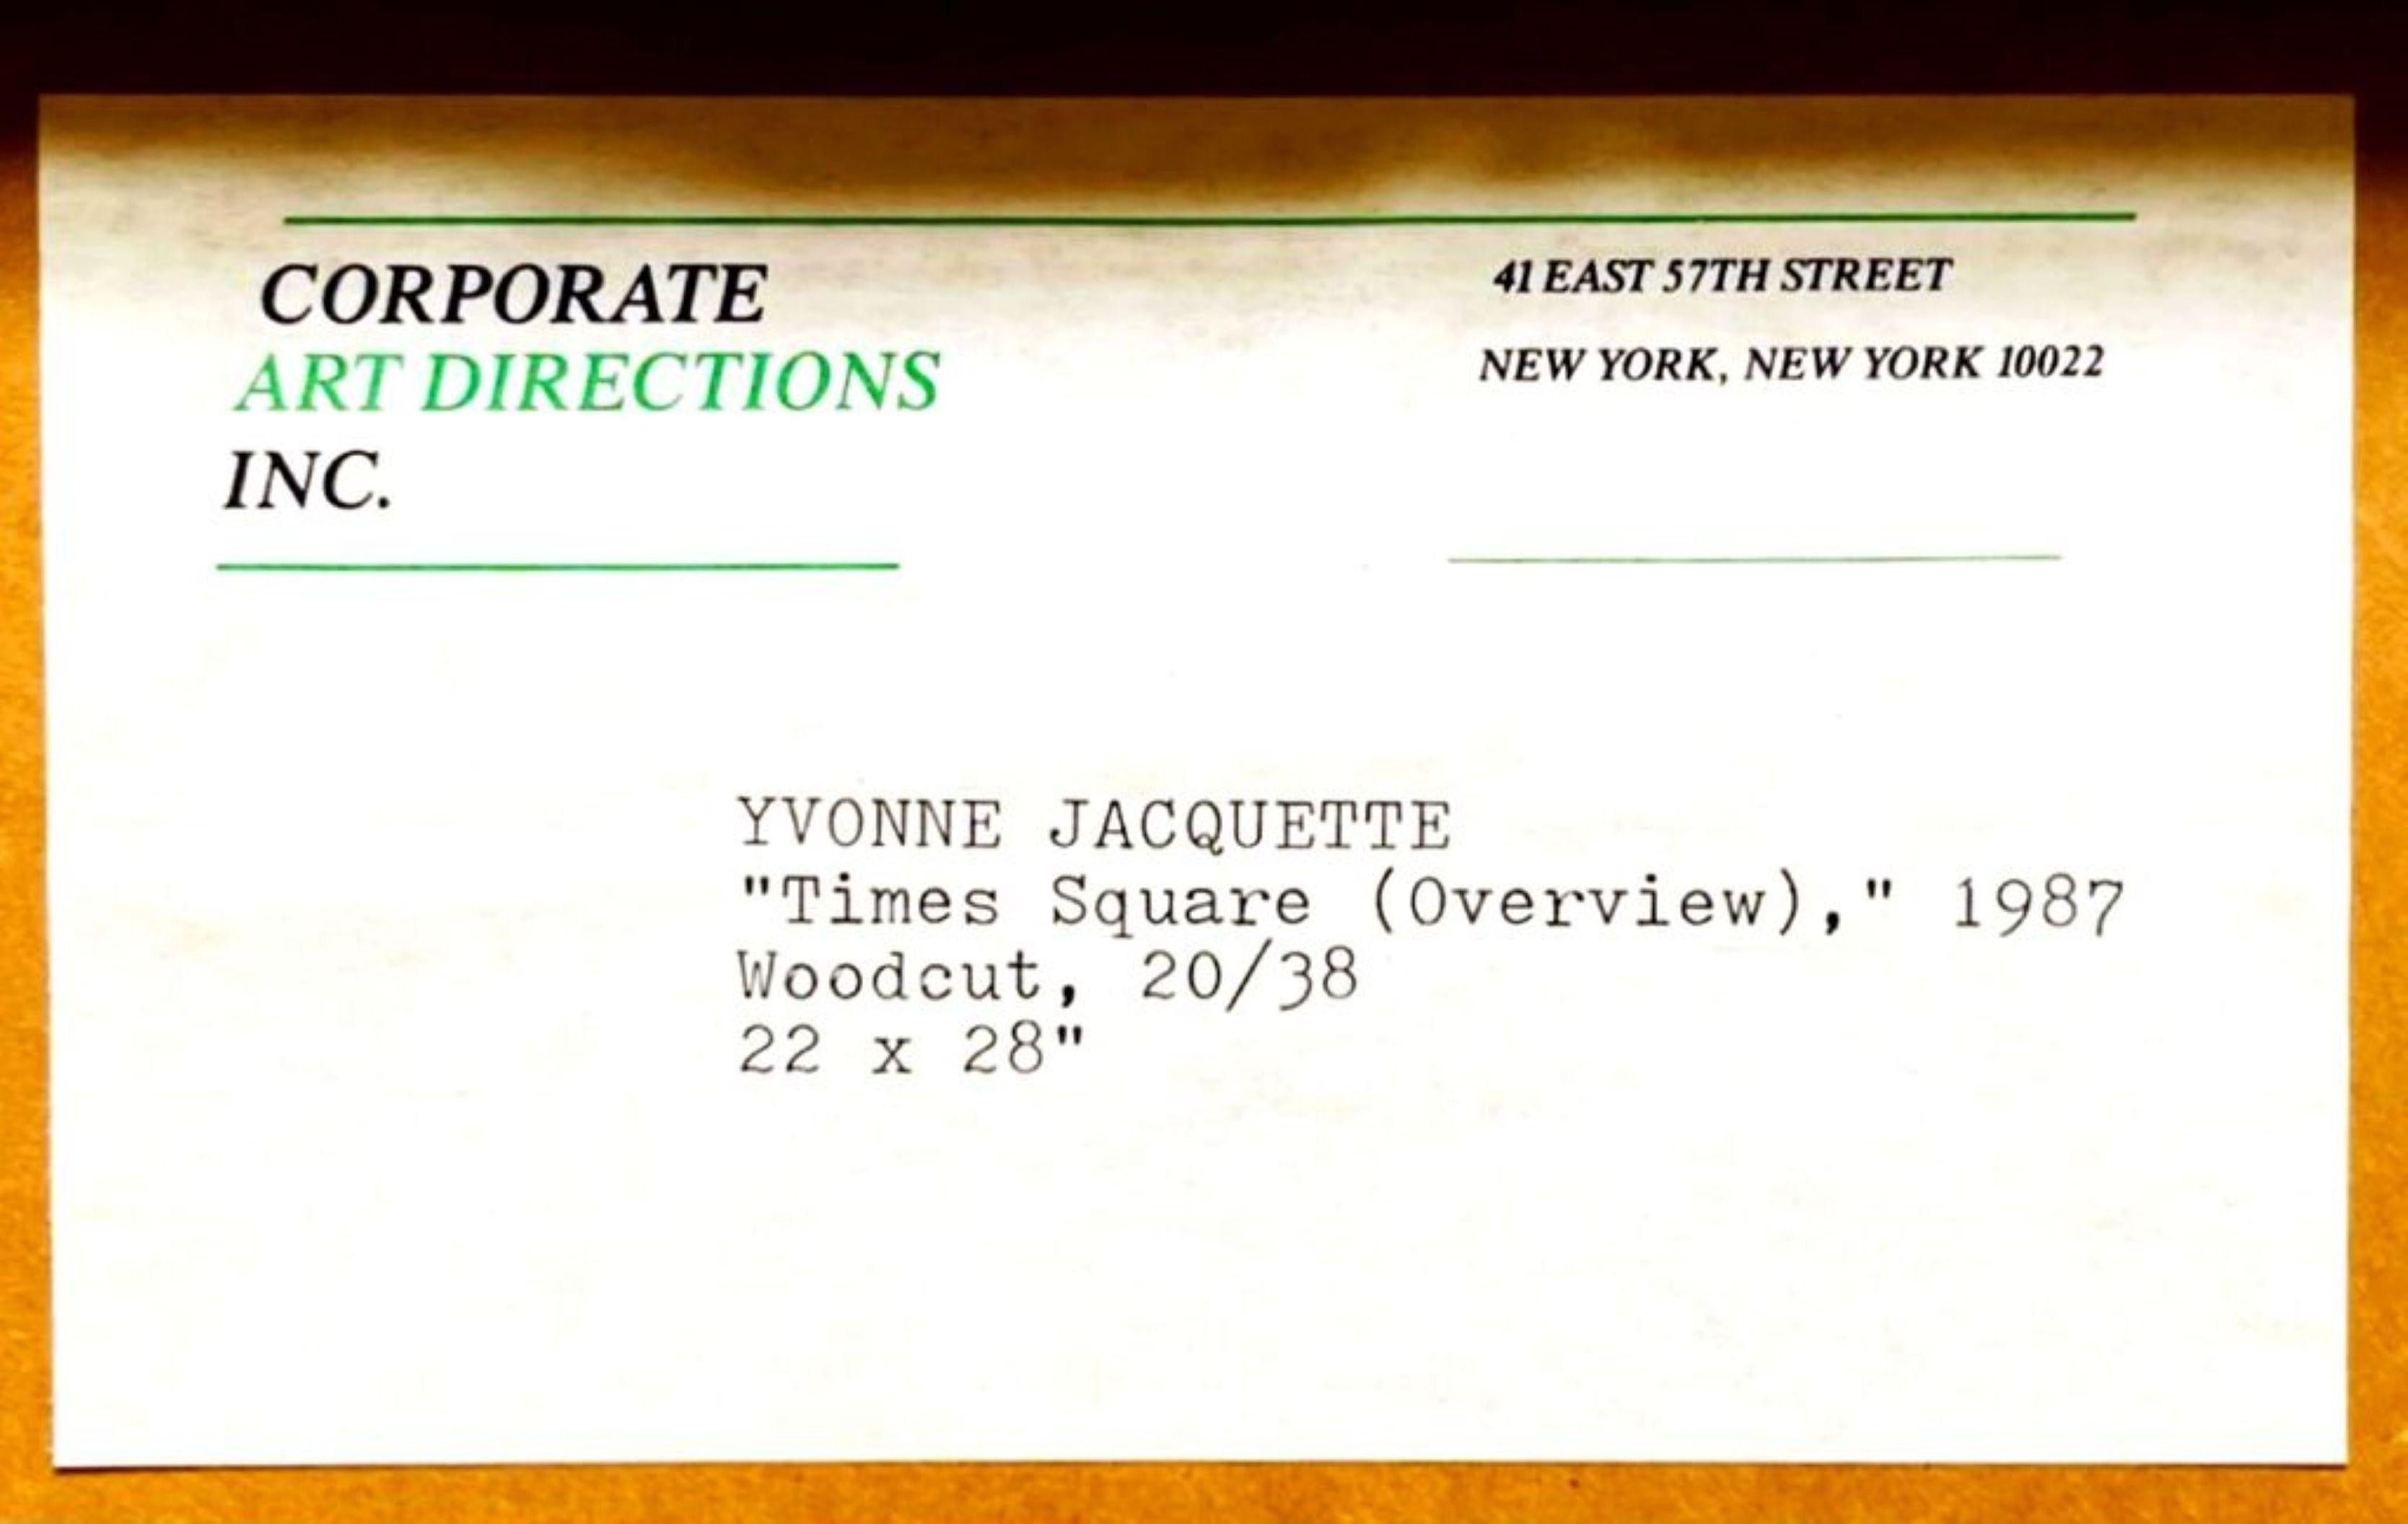 CORPORATE
ART DIRECTIONS
INC.
41 EAST 57TH STREET
NEW YORK, NEW YORK 10022
YVONNE JACQUETTE
"Times Square (Overview)," 1987
Woodcut, 20/38
22 x 28"